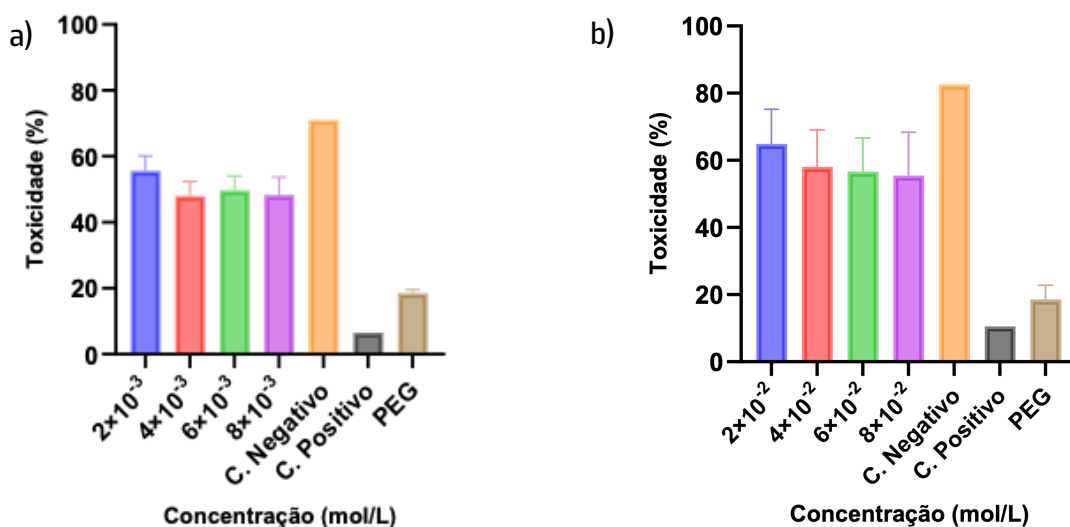 a)
Toxicidade (%)
100
80
60
40
20
0
2×10⁻³
4×10⁻³
6×10⁻³
8×10⁻³
C. Negativo
C. Positivo
PEG
Concentração (mol/L)
b)
Toxicidade (%)
100
80
60
40
20
0
2×10⁻²
4×10⁻²
6×10⁻²
8×10⁻²
C. Negativo
C. Positivo
PEG
Concentração (mol/L)